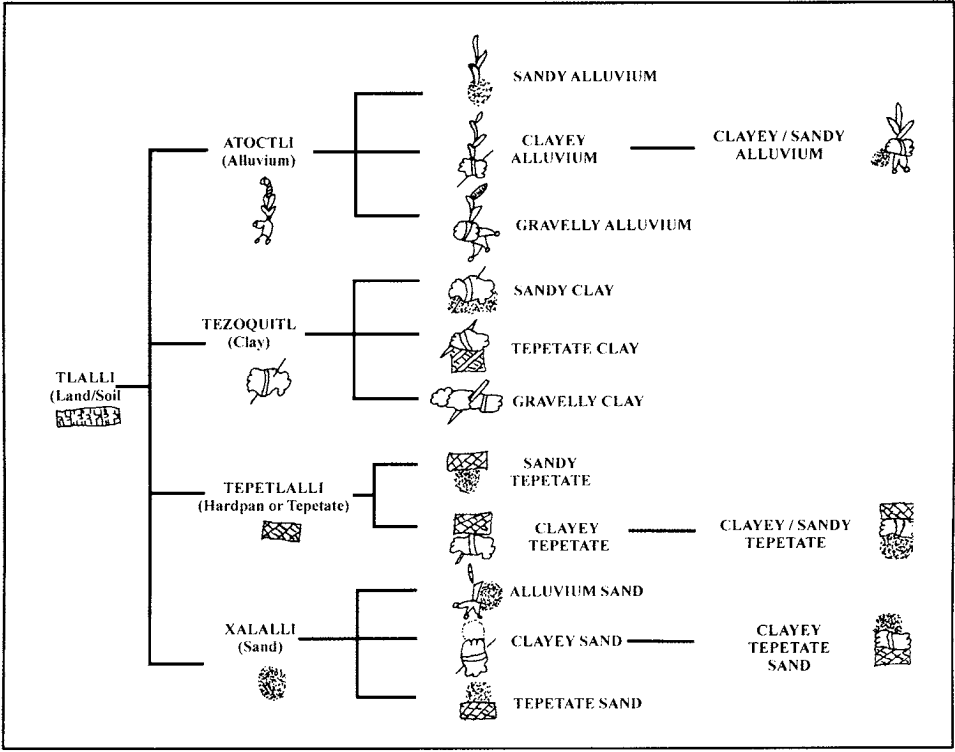 TLALLI
(Land/Soil
ATOCTLI
(Alluvium)
SANDY ALLUVIUM
CLAYEY
ALLUVIUM
CLAYEY / SANDY
ALLUVIUM
GRAVELLY ALLUVIUM
TEZOQUITL
(Clay)
SANDY CLAY
TEPETATE CLAY
GRAVELLY CLAY
TEPETLALLI
(Hardpan or Tepetate)
SANDY
TEPETATE
CLAYEY
TEPETATE
CLAYEY / SANDY
TEPETATE
XALALLI
(Sand)
ALLUVIUM SAND
CLAYEY SAND
CLAYEY
TEPETATE
SAND
TEPETATE SAND